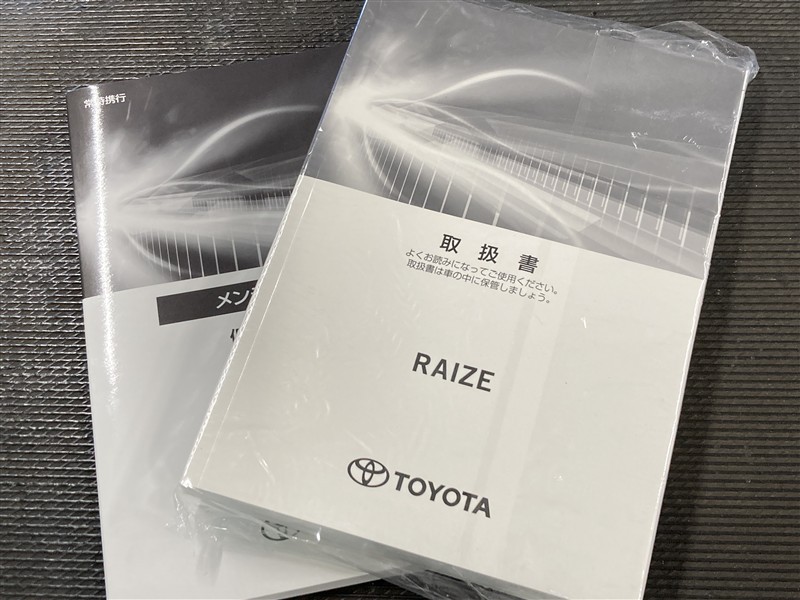 常時携行
メン
取扱書
よくお読みになってご使用ください。
取扱書は車の中に保管しましょう。
RAIZE
TOYOTA